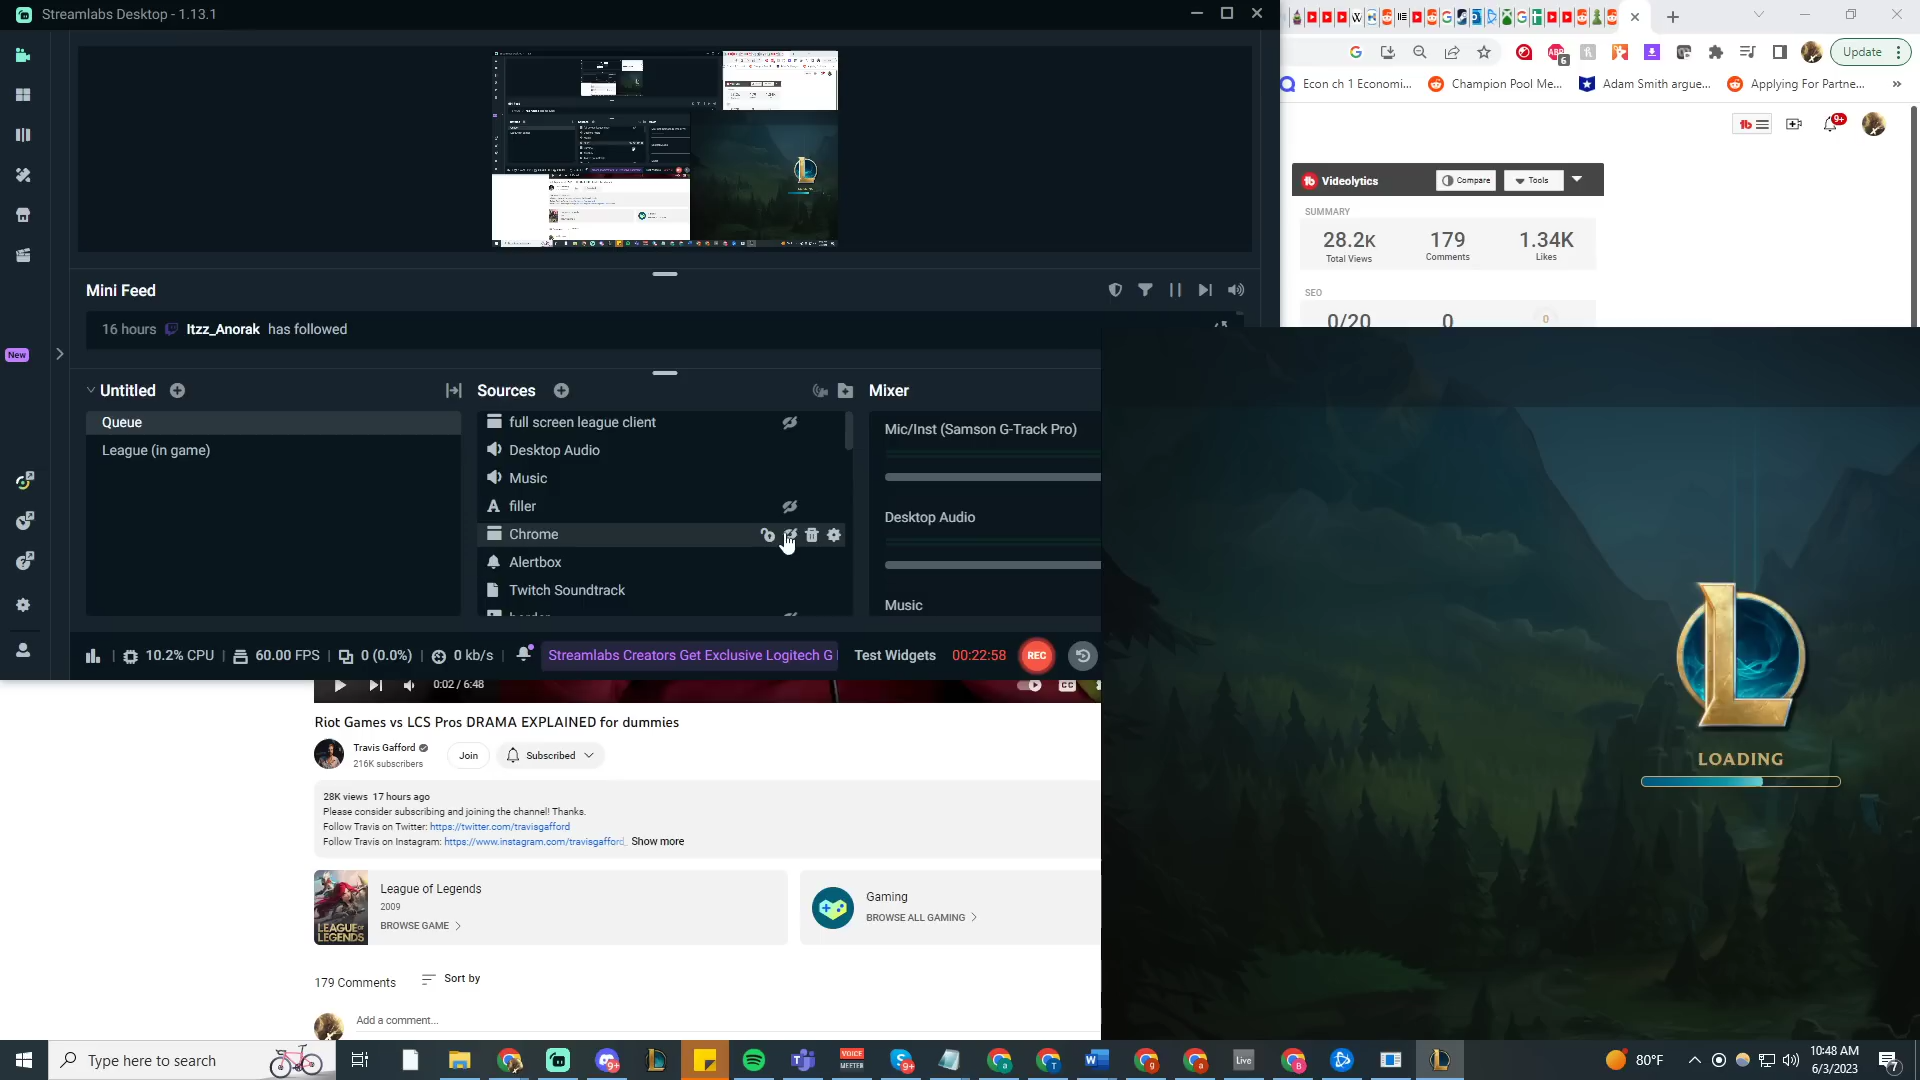 Streamlabs Desktop - 1.13.1
Update
Econ ch 1 Economi...
Champion Pool Me...
Adam Smith argue...
Applying For Partne...
9+
Videolytics
Compare
Tools
SUMMARY
28.2K
179
1.34K
Total Views
Comments
Likes
SEO
0/20
0
0
Mini Feed
16 hours
Itzz_Anorak has followed
New
Untitled
Sources
Mixer
Queue
League (in game)
full screen league client
Desktop Audio
Music
filler
Chrome
Alertbox
Twitch Soundtrack
Mic/Inst (Samson G-Track Pro)
Desktop Audio
Music
10.2% CPU
60.00 FPS
0 (0.0%)
0 kb/s
Streamlabs Creators Get Exclusive Logitech G
Test Widgets
00:22:58
REC
LOADING
0:02 / 6:48
CC
Riot Games vs LCS Pros DRAMA EXPLAINED for dummies
Travis Gafford
216K subscribers
Join
Subscribed
28K views 17 hours ago
Please consider subscribing and joining the channel! Thanks.
Follow Travis on Twitter: https://twitter.com/travisgafford
Follow Travis on Instagram: https://www.instagram.com/travisgafford_ Show more
League of Legends
2009
BROWSE GAME
Gaming
BROWSE ALL GAMING
179 Comments
Sort by
Add a comment...
Type here to search
80°F
10:48 AM
6/3/2023